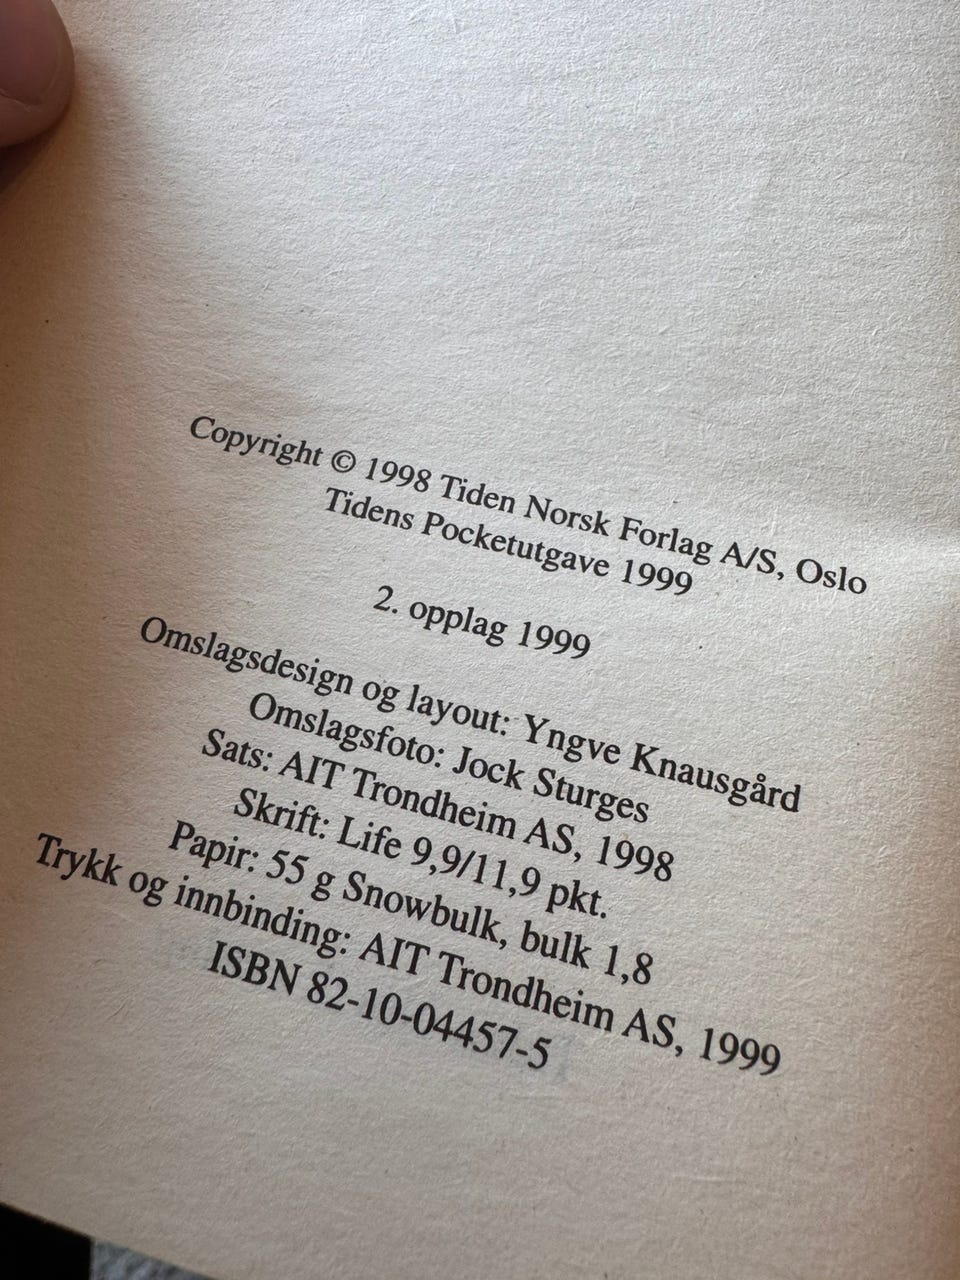 Copyright © 1998 Tiden Norsk Forlag A/S, Oslo
Tidens Pocketutgave 1999
2. opplag 1999
Omslagsdesign og layout: Yngve Knausgård
Omslagsfoto: Jock Sturges
Sats: AIT Trondheim AS, 1998
Skrift: Life 9,9/11,9 pkt.
Papir: 55 g Snowbulk, bulk 1,8
Trykk og innbinding: AIT Trondheim AS, 1999
ISBN 82-10-04457-5